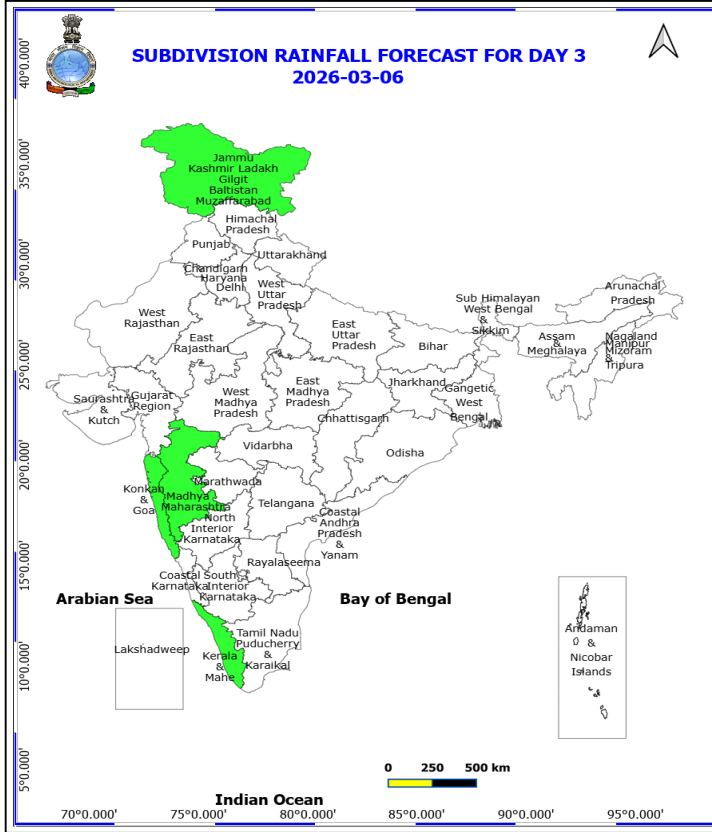 SUBDIVISION RAINFALL FORECAST FOR DAY 3
2026-03-06
40°0.000'
35°0.000'
30°0.000'
25°0.000'
20°0.000'
15°0.000'
10°0.000'
5°0.000'
Jammu
Kashmir Ladakh
Gilgit
Baltistan
Muzaffarabad
Himachal
Pradesh
Punjab
Uttarakhand
Chandigarh
Haryana
Delhi
West
Uttar
Pradesh
West
Rajasthan
East
Rajasthan
East
Uttar
Pradesh
Bihar
Sub Himalayan
West Bengal
&
Sikkim
Arunachal
Pradesh
Assam
&
Meghalaya
Nagaland
Manipur
Mizoram
&
Tripura
Saurashtra
&
Kutch
Gujarat
Region
West
Madhya
Pradesh
East
Madhya
Pradesh
Jharkhand
Gangetic
West
Bengal
Chhattisgarh
Odisha
Vidarbha
Marathwada
Madhya
Maharashtra
Konkan
&
Goa
Telangana
North
Interior
Karnataka
Coastal
Andhra
Pradesh
&
Yanam
Rayalaseema
Coastal
Karnataka
South
Interior
Karnataka
Arabian Sea
Bay of Bengal
Lakshadweep
Kerala
&
Mahe
Tamil Nadu
Puducherry
&
Karaikal
Andaman
&
Nicobar
Islands
0 250 500 km
Indian Ocean
70°0.000' 75°0.000' 80°0.000' 85°0.000' 90°0.000' 95°0.000'